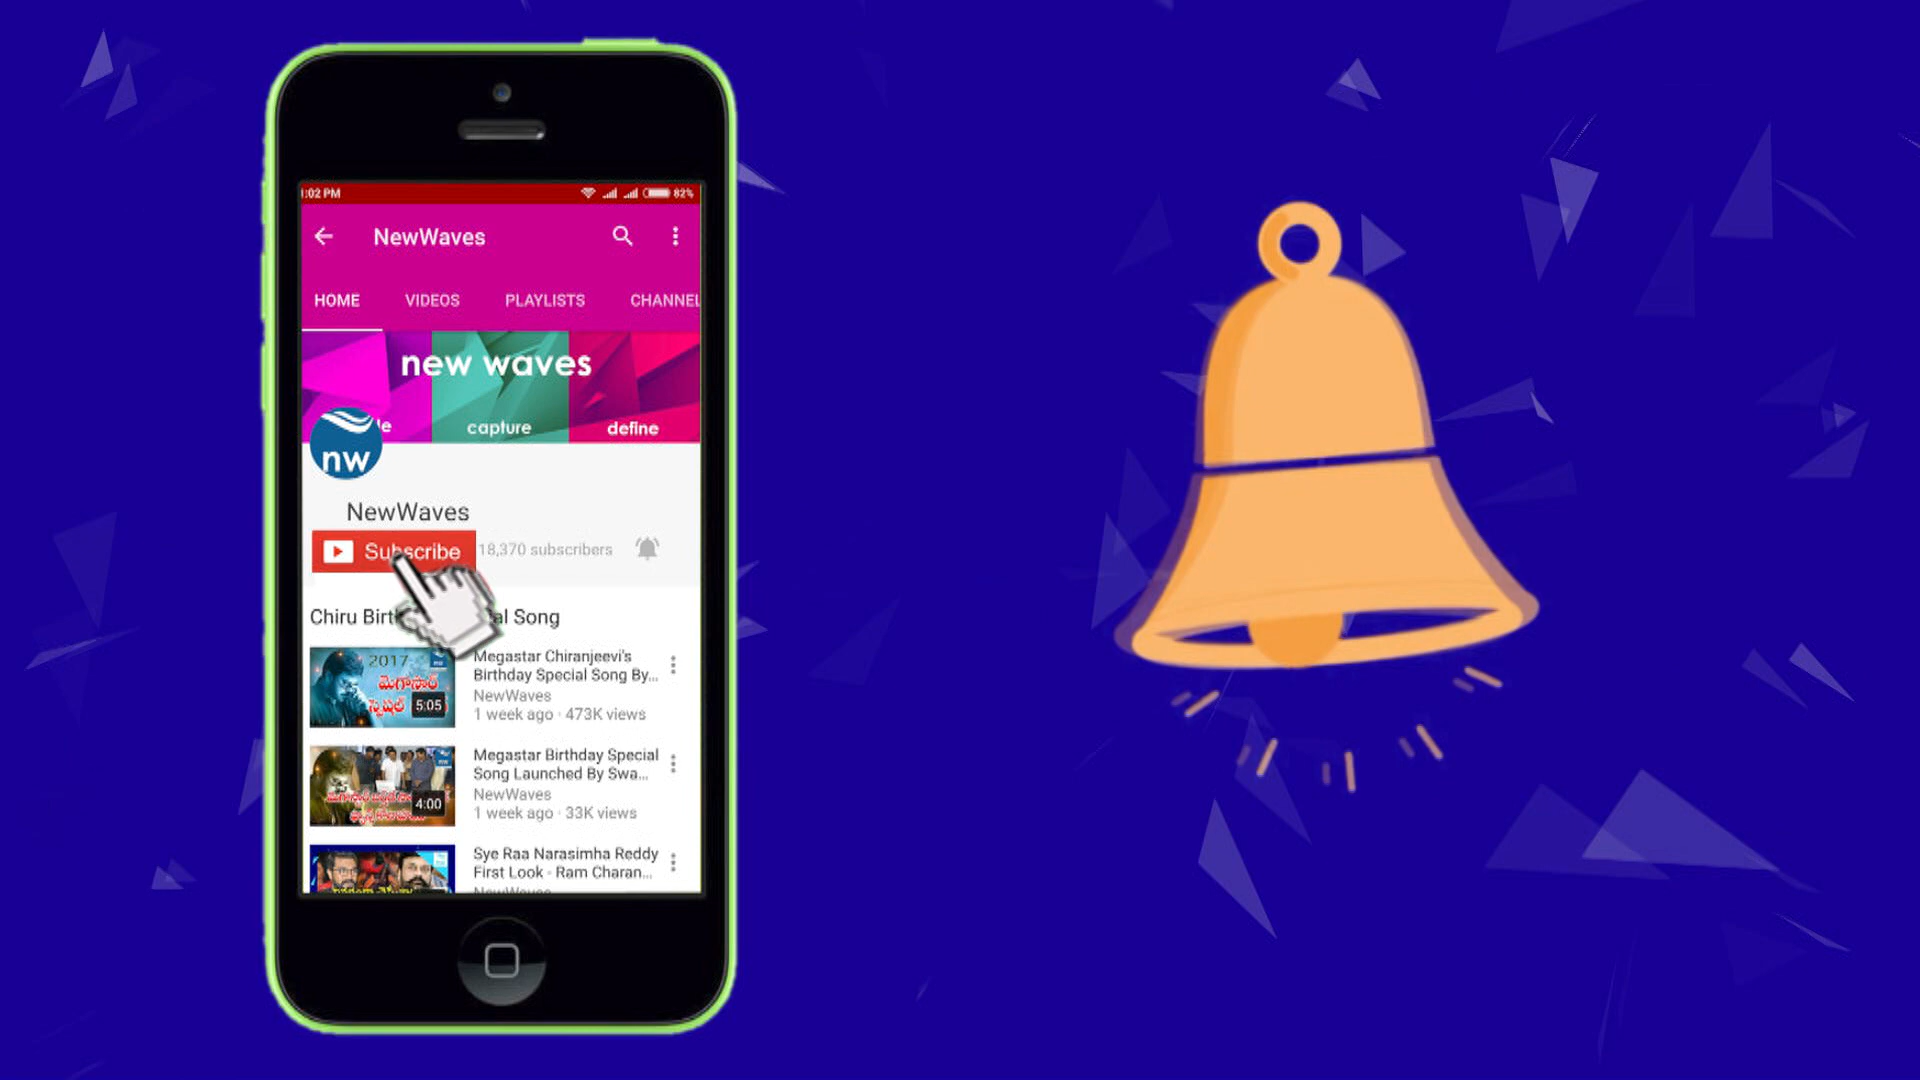 :02 PM 82%
NewWaves
HOME VIDEOS PLAYLISTS CHANNEL
new waves
le capture define
nw
NewWaves
Subscribe 18,370 subscribers
Chiru Birt al Song
2017
మెగాస్టార్
స్పెషల్ 5:05
Megastar Chiranjeevi's
Birthday Special Song By...
NewWaves
1 week ago · 473K views
4:00
Megastar Birthday Special
Song Launched By Swa...
NewWaves
1 week ago · 33K views
Sye Raa Narasimha Reddy
First Look - Ram Charan...
NewWaves